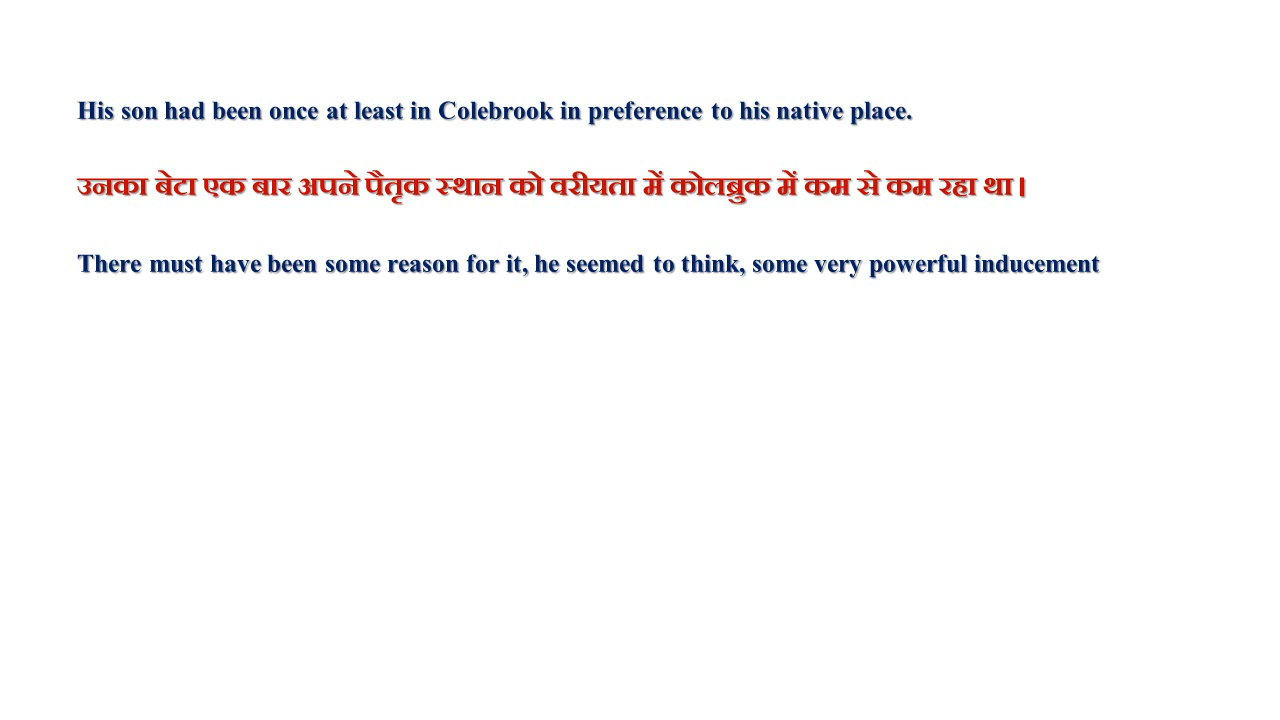 His son had been once at least in Colebrook in preference to his native place.
उनका बेटा एक बार अपने पैतृक स्थान को वरीयता में कोलब्रुक में कम से कम रहा था।
There must have been some reason for it, he seemed to think, some very powerful inducement